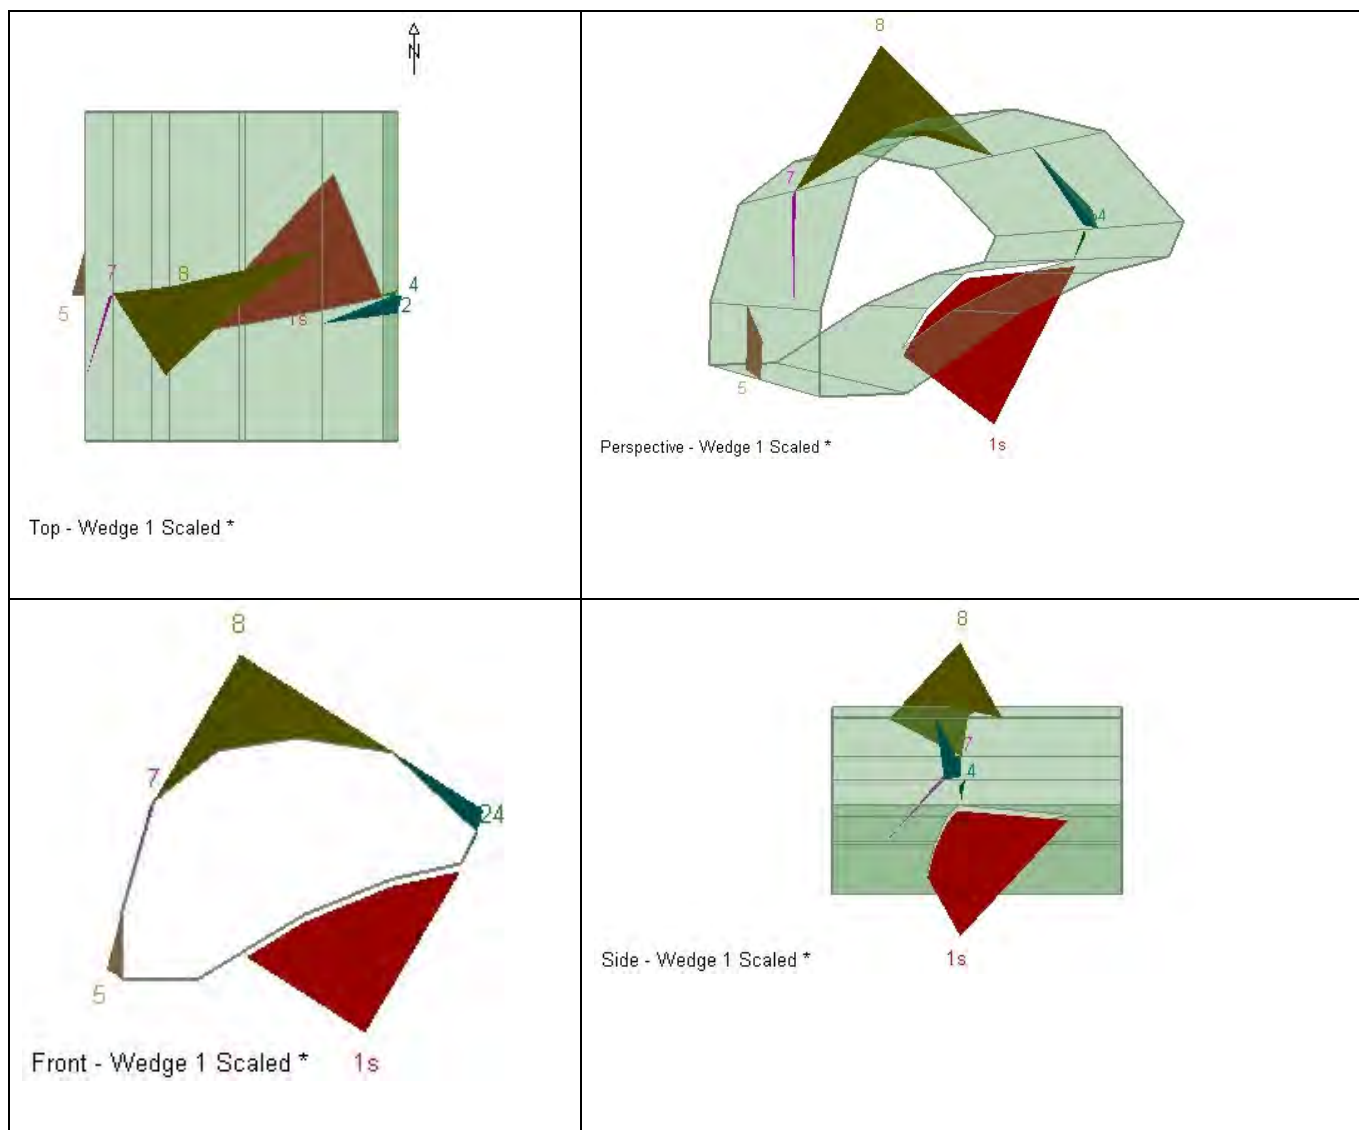 N
7
8
5
1s
4
2
Top - Wedge 1 Scaled *
8
7
4
5
1s
Perspective - Wedge 1 Scaled *
8
7
24
5
Front - Wedge 1 Scaled *
1s
8
7
4
1s
Side - Wedge 1 Scaled *